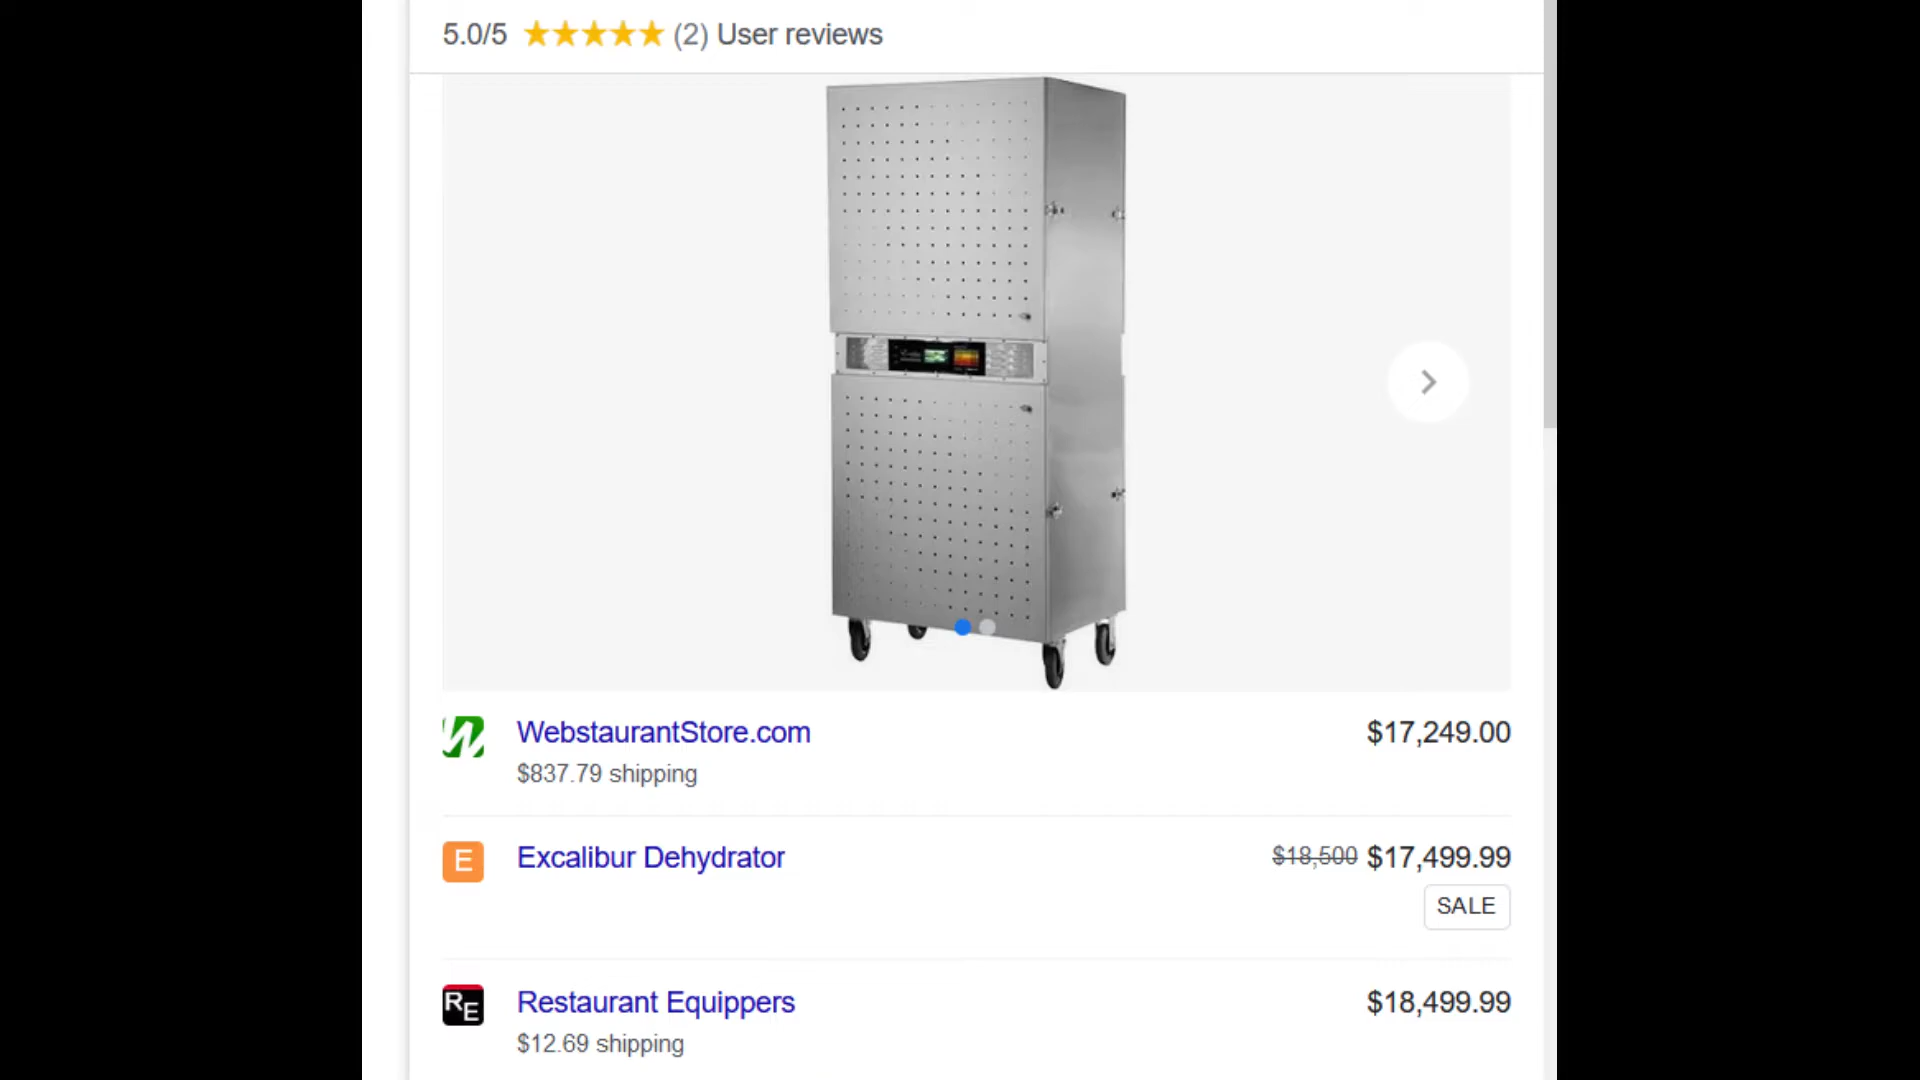 5.0/5 (2) User reviews
WebstaurantStore.com $17,249.00
$837.79 shipping
E Excalibur Dehydrator $18,500 $17,499.99
SALE
RE Restaurant Equippers $18,499.99
$12.69 shipping